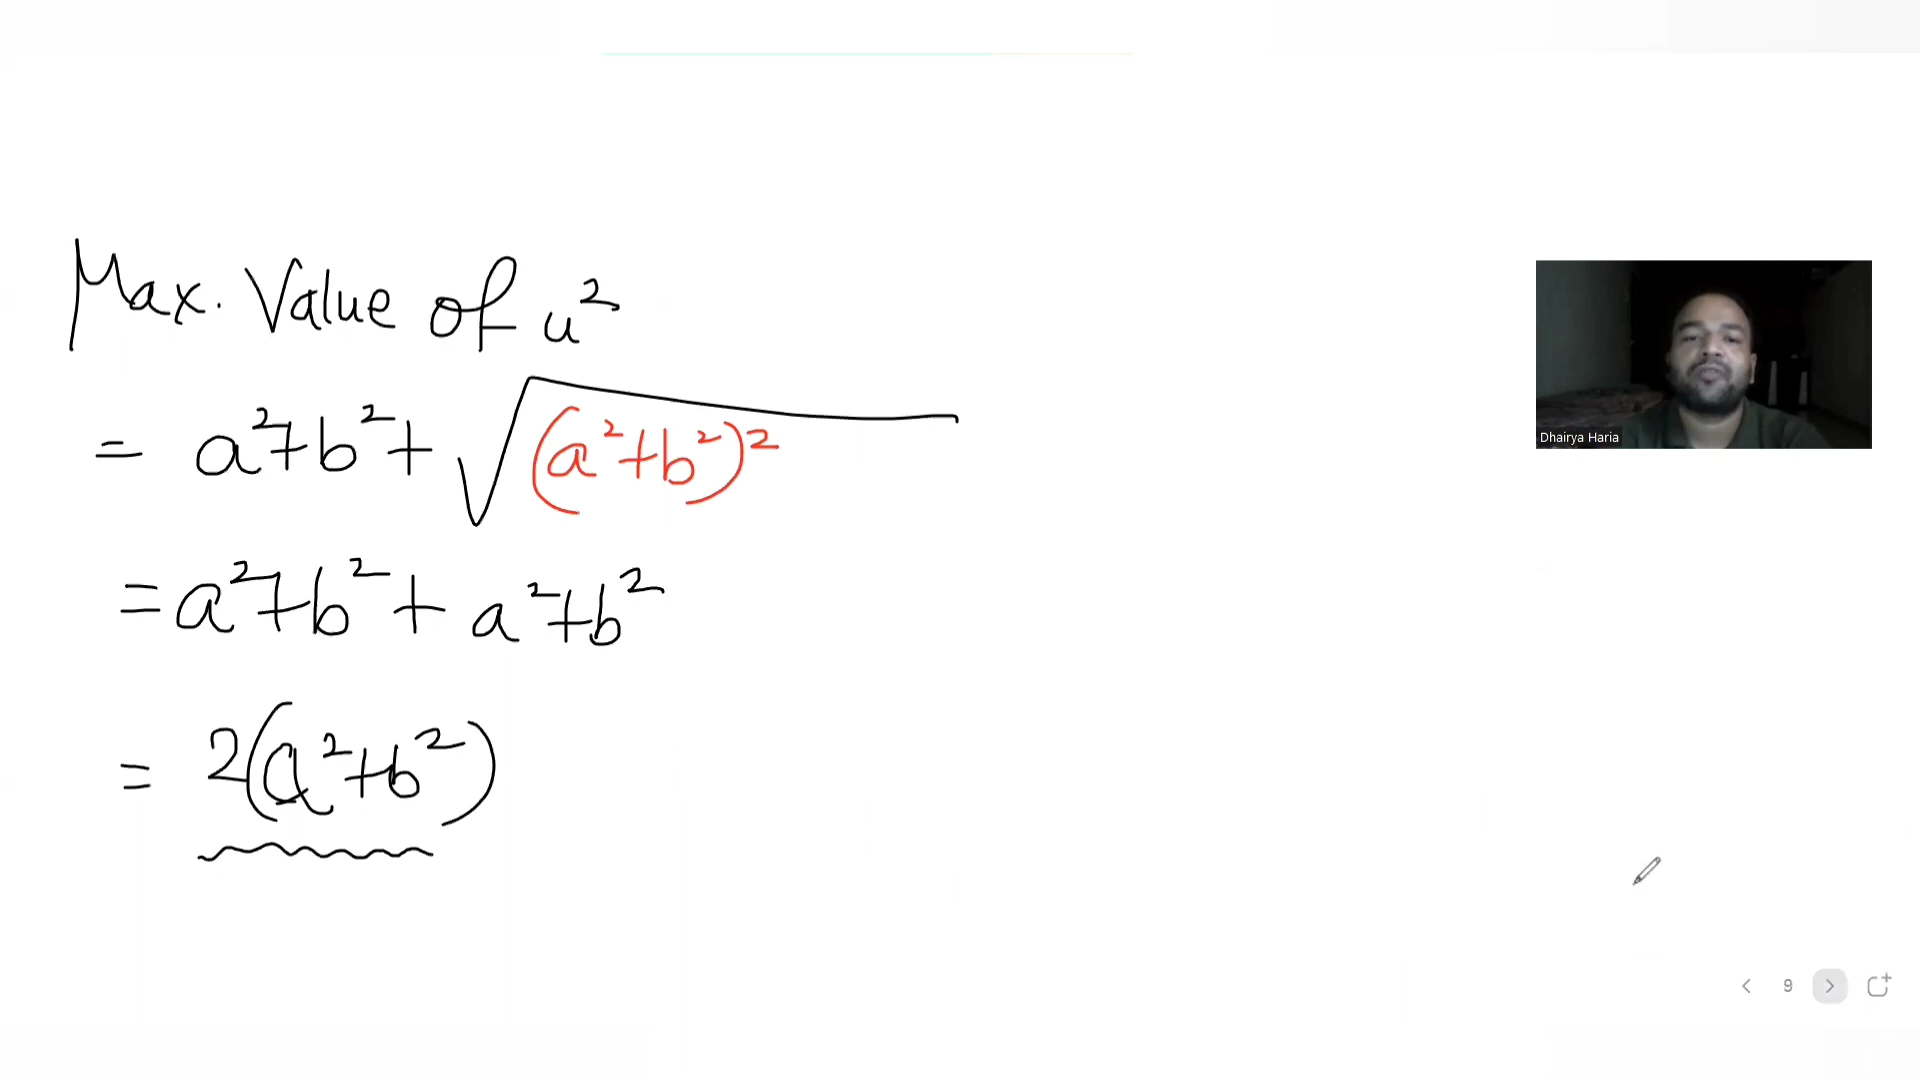 Max. Value of u²
= a²+b²+√(a²+b²)²
= a²+b²+ a²+b²
= 2(a²+b²)
Dhairya Haria
9